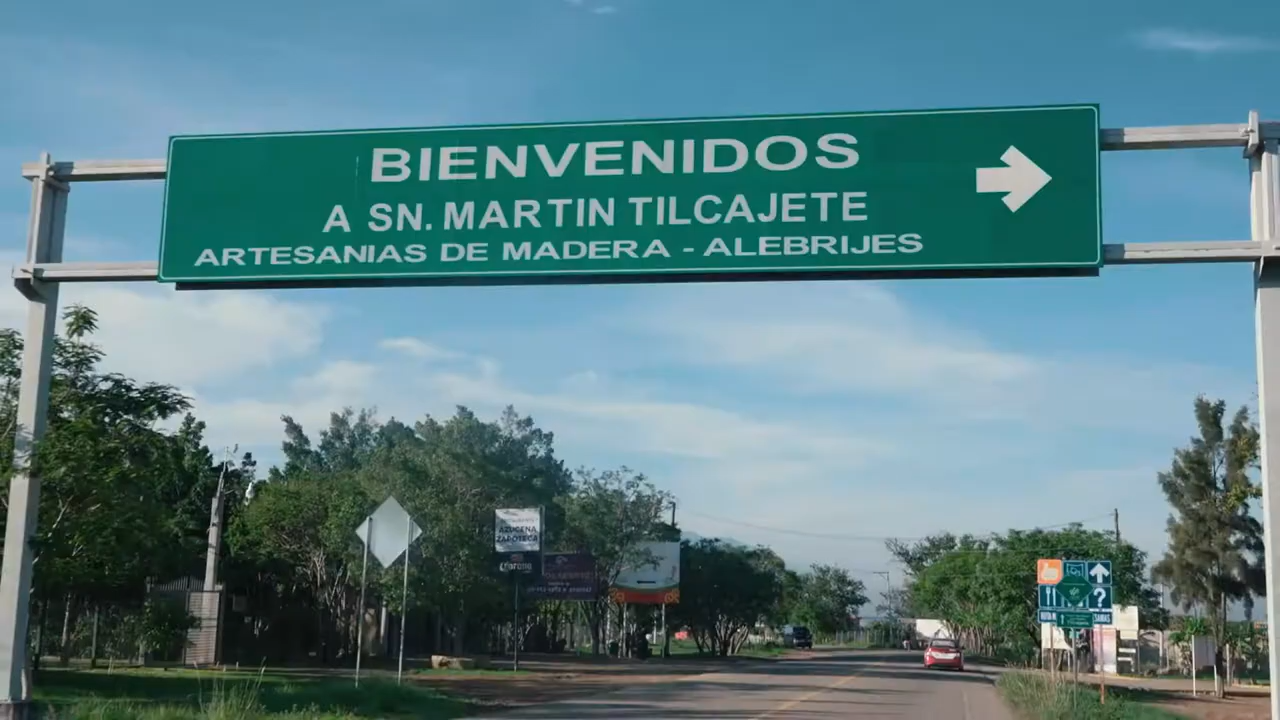 BIENVENIDOS
A SN. MARTIN TILCAJETE
ARTESANIAS DE MADERA - ALEBRIJES
AZUCENA
ZAPOTECA
Corona
?